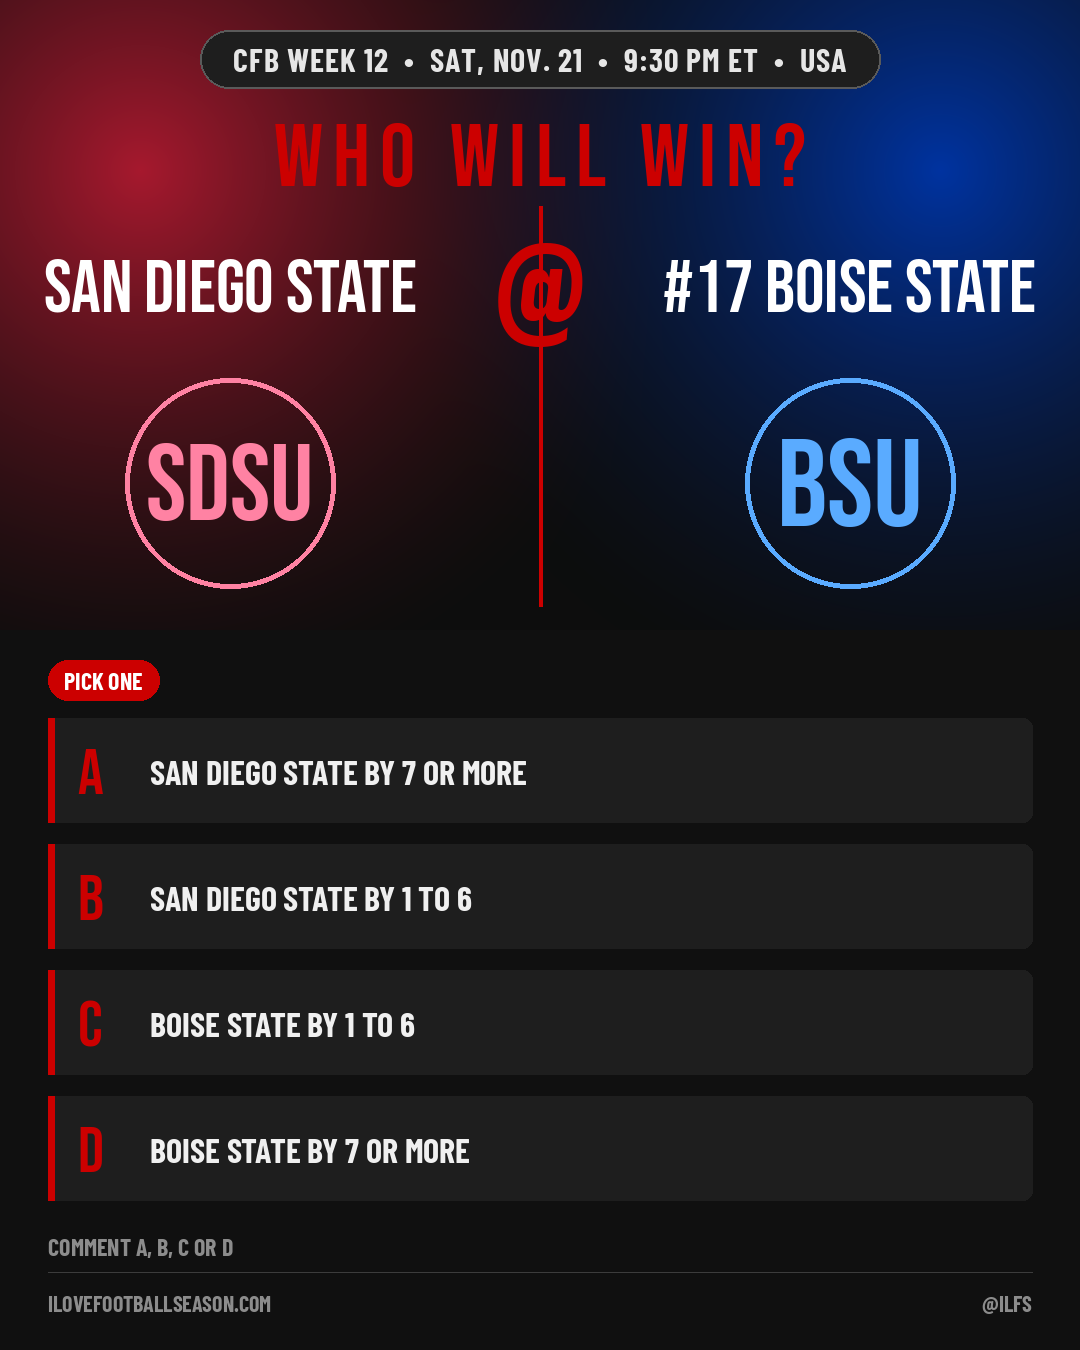 CFB WEEK 12 • SAT, NOV. 21 • 9:30 PM ET • USA
WHO WILL WIN?
SAN DIEGO STATE @ #17 BOISE STATE
SDSU BSU
PICK ONE
A SAN DIEGO STATE BY 7 OR MORE
B SAN DIEGO STATE BY 1 TO 6
C BOISE STATE BY 1 TO 6
D BOISE STATE BY 7 OR MORE
COMMENT A, B, C OR D
ILOVEFOOTBALLSEASON.COM @ILFS